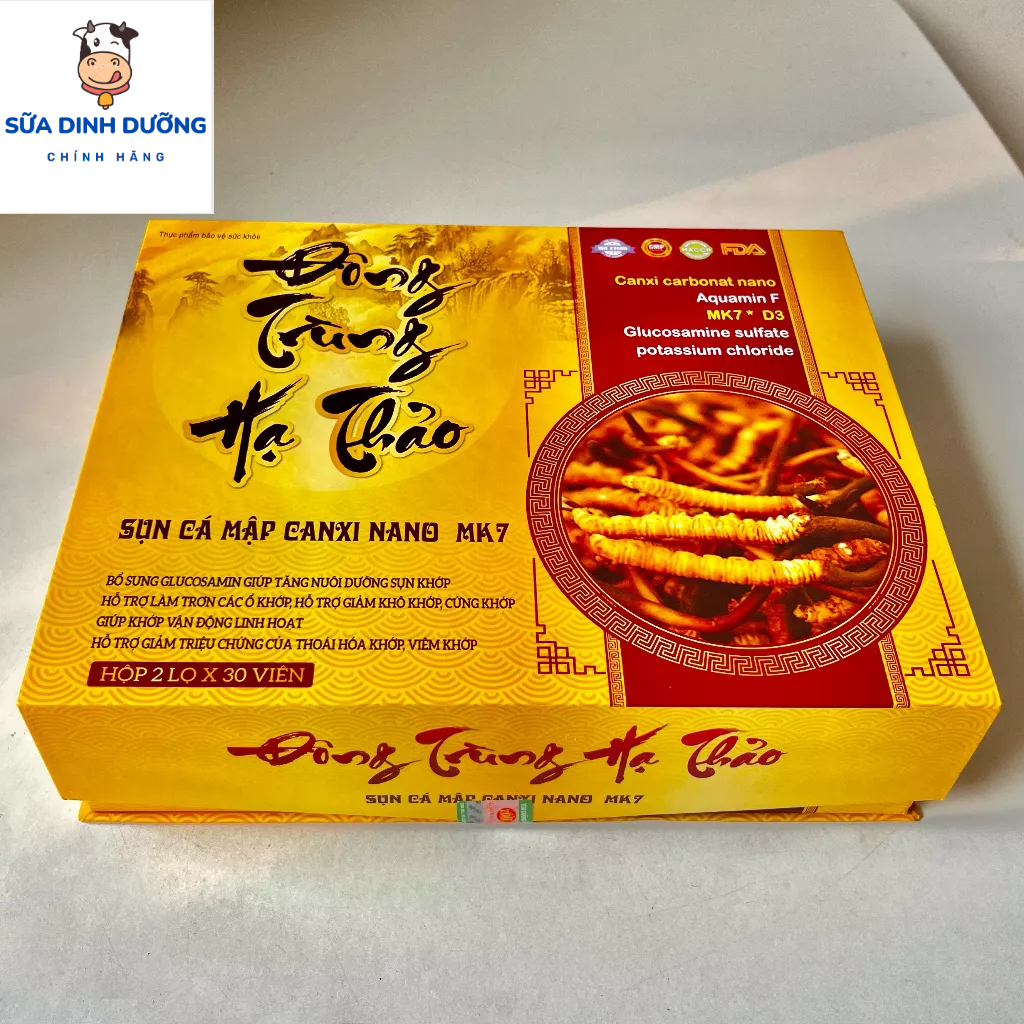 SỮA DINH DƯỠNG
CHÍNH HÃNG
Thực phẩm bảo vệ sức khỏe
Đông
Trùng
Hạ Thảo
SỤN CÁ MẬP CANXI NANO MK7
BỔ SUNG GLUCOSAMIN GIÚP TĂNG NUÔI DƯỠNG SỤN KHỚP
HỖ TRỢ LÀM TRƠN CÁC Ổ KHỚP, HỖ TRỢ GIẢM KHÔ KHỚP, CỨNG KHỚP
GIÚP KHỚP VẬN ĐỘNG LINH HOẠT
HỖ TRỢ GIẢM TRIỆU CHỨNG CỦA THOÁI HÓA KHỚP, VIÊM KHỚP
HỘP 2 LỌ X 30 VIÊN
ISO 22000 GMP HACCP FDA
Canxi carbonat nano
Aquamin F
MK7 * D3
Glucosamine sulfate
potassium chloride
Đông Trùng Hạ Thảo
SỤN CÁ MẬP CANXI NANO MK7